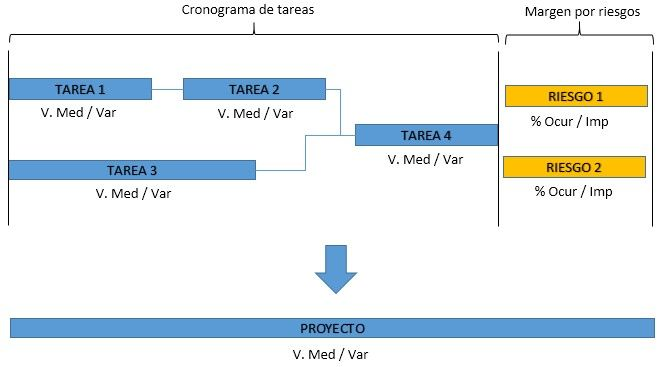 Cronograma de tareas
Margen por riesgos
TAREA 1
TAREA 2
V. Med / Var
V. Med / Var
TAREA 4
V. Med / Var
TAREA 3
V. Med / Var
RIESGO 1
% Ocur / Imp
RIESGO 2
% Ocur / Imp
PROYECTO
V. Med / Var